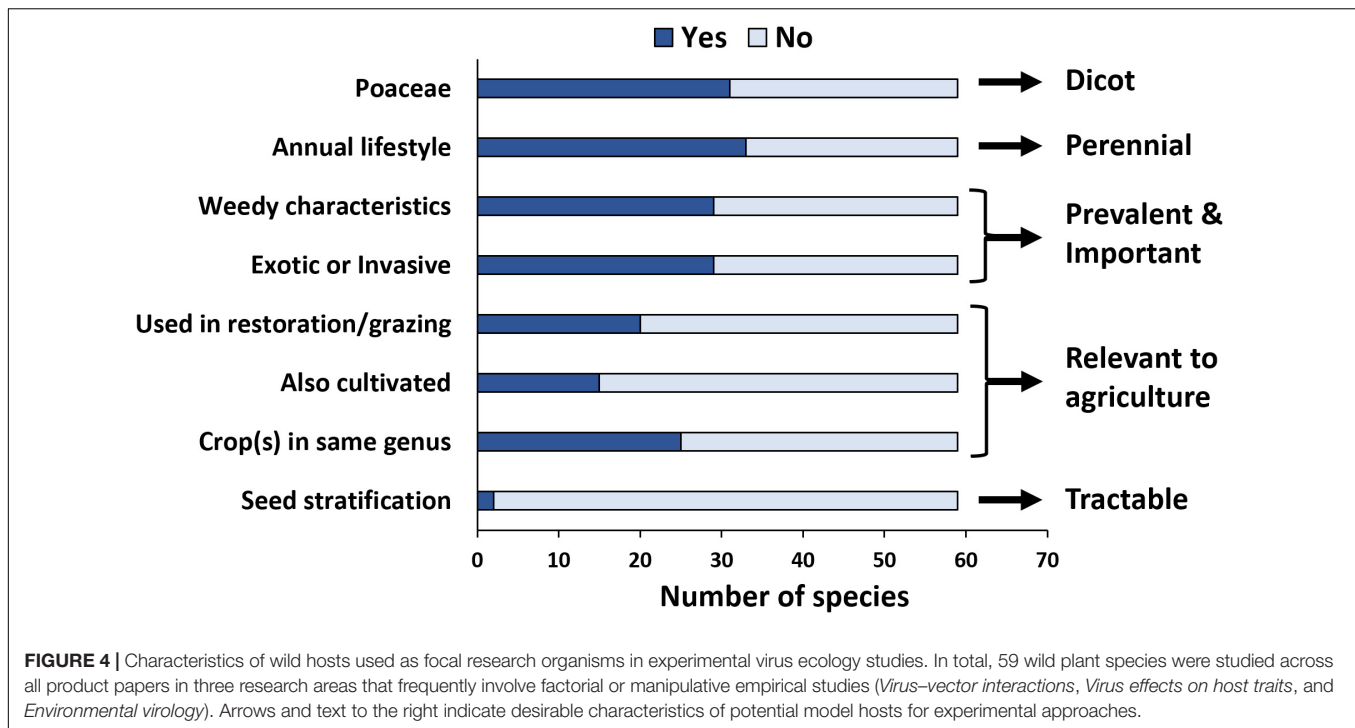 Yes No
Poaceae
Annual lifestyle
Weedy characteristics
Exotic or Invasive
Used in restoration/grazing
Also cultivated
Crop(s) in same genus
Seed stratification
Dicot
Perennial
Prevalent &
Important
Relevant to
agriculture
Tractable
0 10 20 30 40 50 60 70
Number of species
FIGURE 4 | Characteristics of wild hosts used as focal research organisms in experimental virus ecology studies. In total, 59 wild plant species were studied across
all product papers in three research areas that frequently involve factorial or manipulative empirical studies (Virus–vector interactions, Virus effects on host traits, and
Environmental virology). Arrows and text to the right indicate desirable characteristics of potential model hosts for experimental approaches.